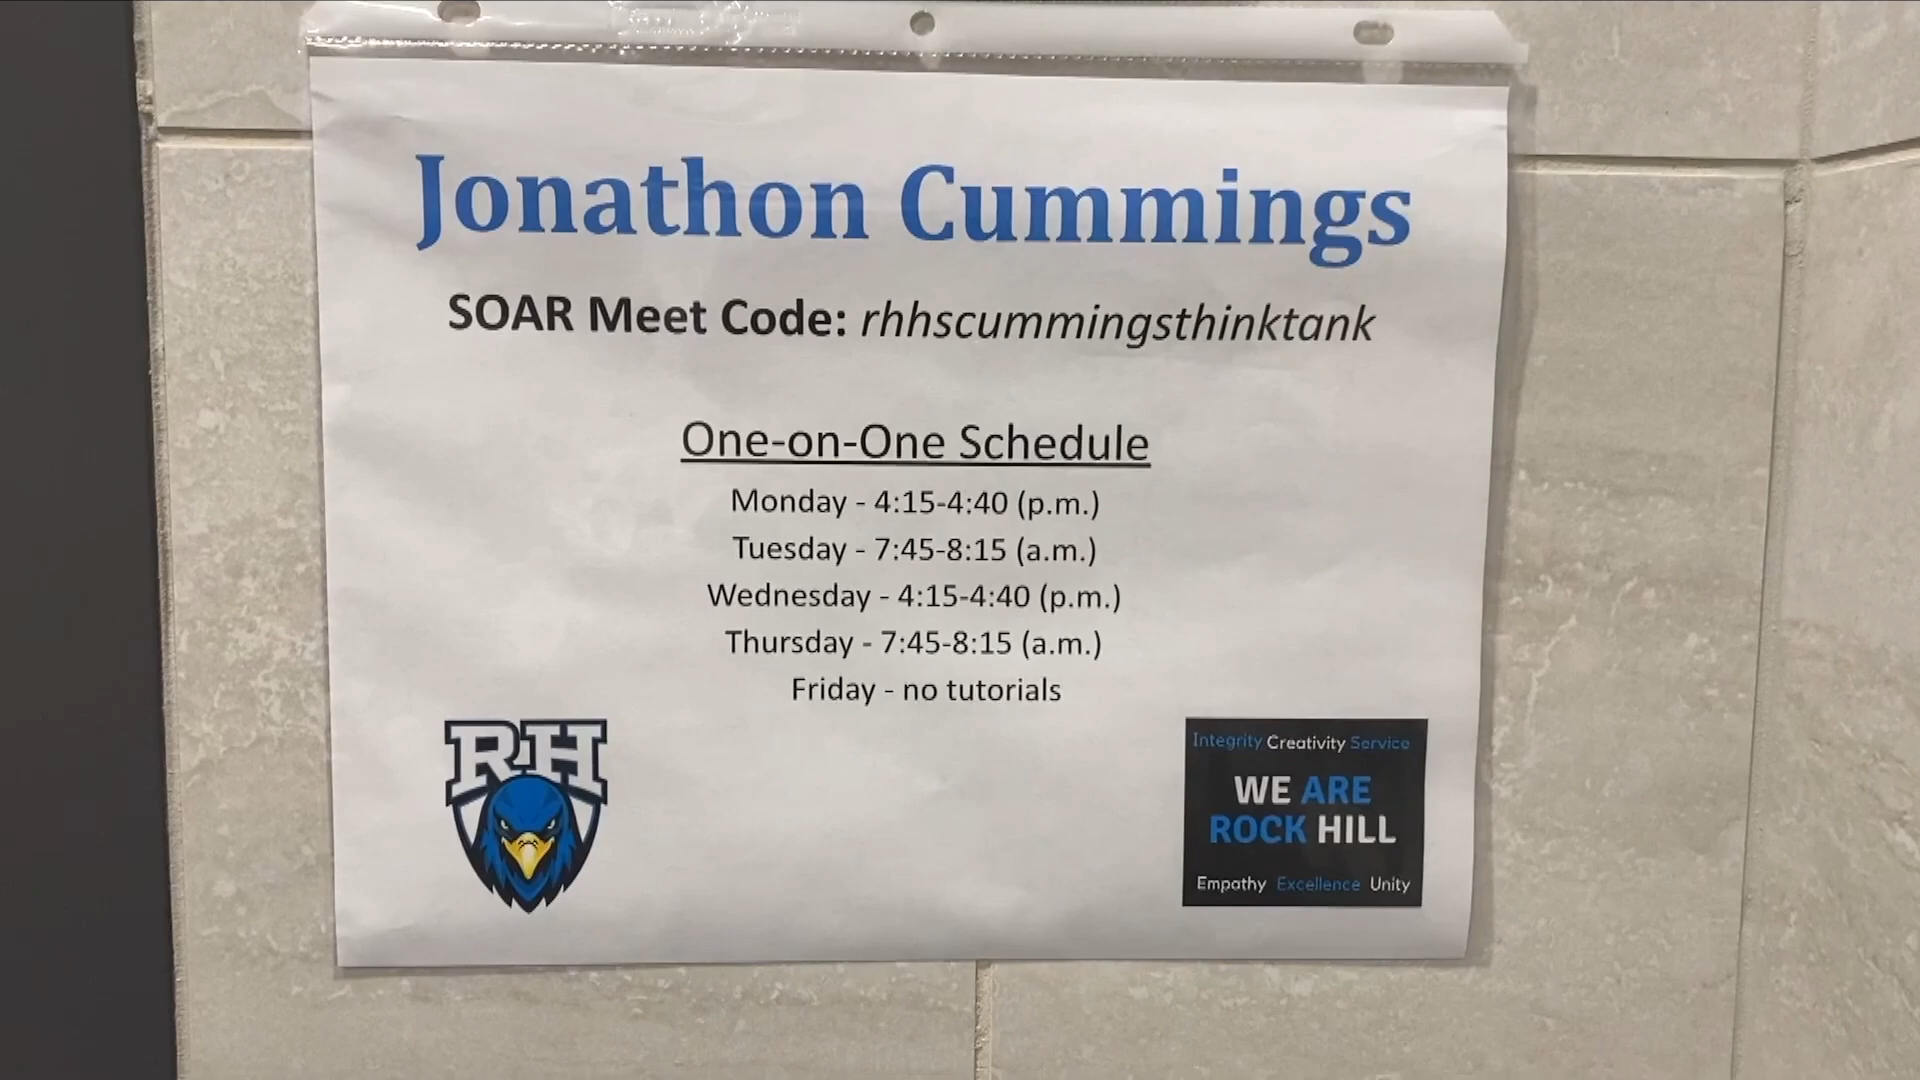 Jonathon Cummings
SOAR Meet Code: rhhscummingsthinktank
One-on-One Schedule
Monday - 4:15-4:40 (p.m.)
Tuesday - 7:45-8:15 (a.m.)
Wednesday - 4:15-4:40 (p.m.)
Thursday - 7:45-8:15 (a.m.)
Friday - no tutorials
RH
Integrity Creativity Service
WE ARE
ROCK HILL
Empathy Excellence Unity